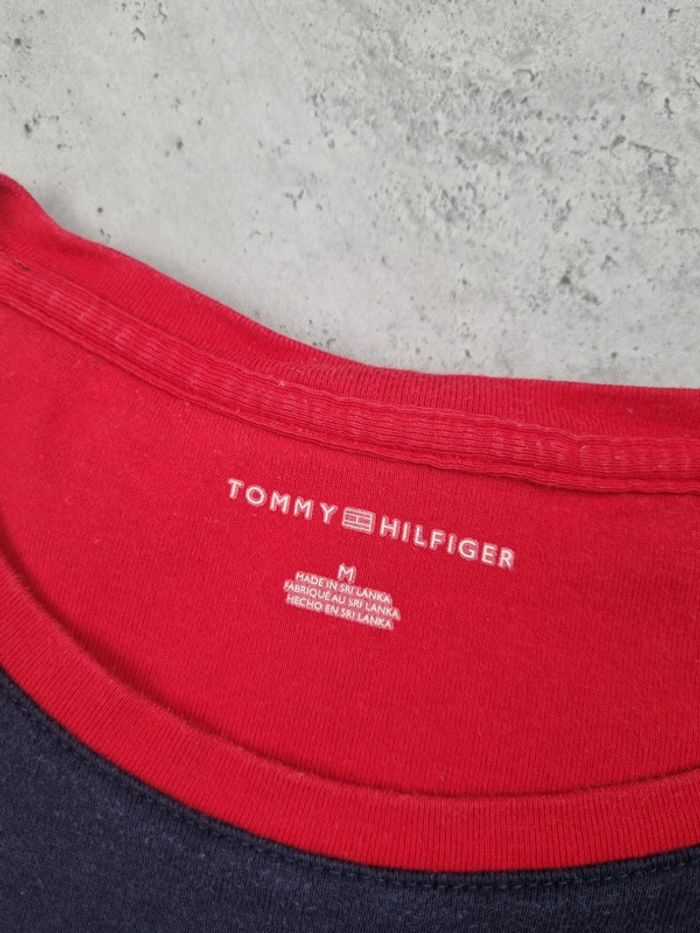 TOMMY HILFIGER
M
MADE IN SRI LANKA
FABRIQUÉ AU SRI LANKA
HECHO EN SRI LANKA